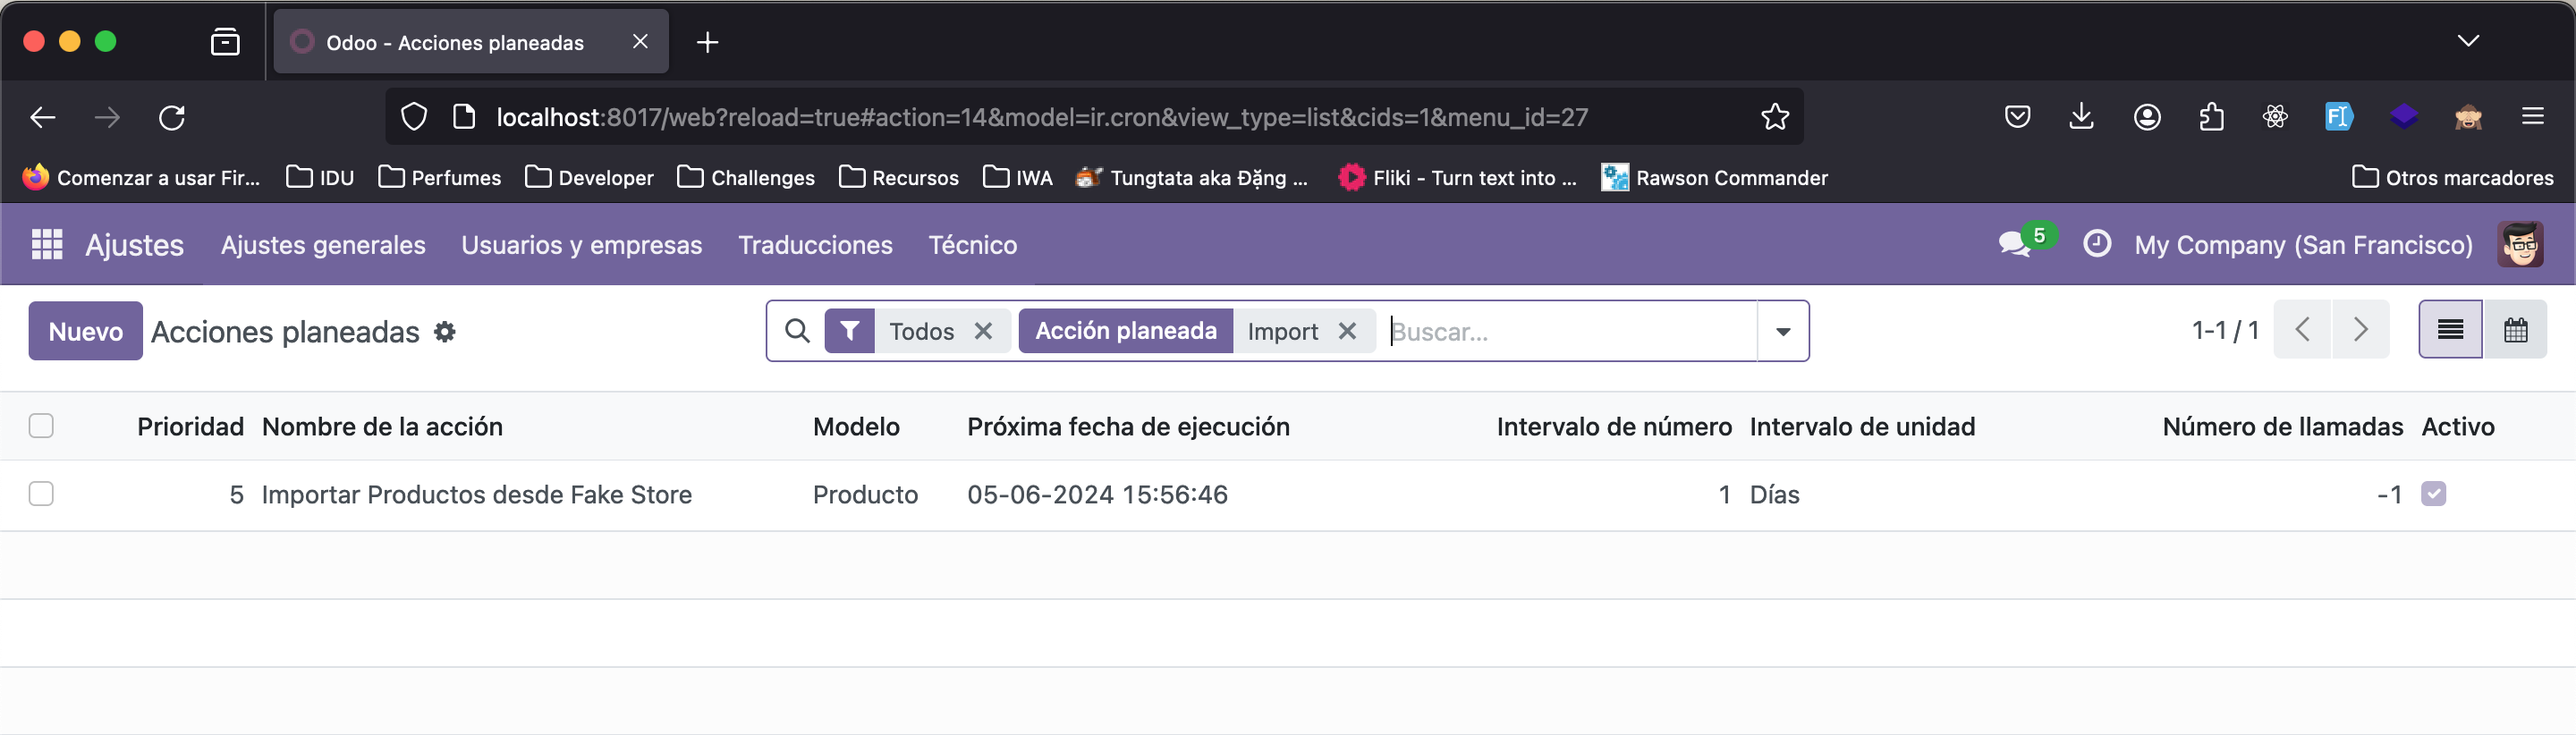 Odoo - Acciones planeadas
localhost:8017/web?reload=true#action=14&model=ir.cron&view_type=list&cids=1&menu_id=27
Comenzar a usar Fir... IDU Perfumes Developer Challenges Recursos IWA Tungtata aka Đặng ... Fliki - Turn text into ... Rawson Commander Otros marcadores
Ajustes Ajustes generales Usuarios y empresas Traducciones Técnico 5 My Company (San Francisco)
Nuevo Acciones planeadas Todos Acción planeada Import Buscar... 1-1 / 1
Prioridad Nombre de la acción Modelo Próxima fecha de ejecución Intervalo de número Intervalo de unidad Número de llamadas Activo
5 Importar Productos desde Fake Store Producto 05-06-2024 15:56:46 1 Días -1